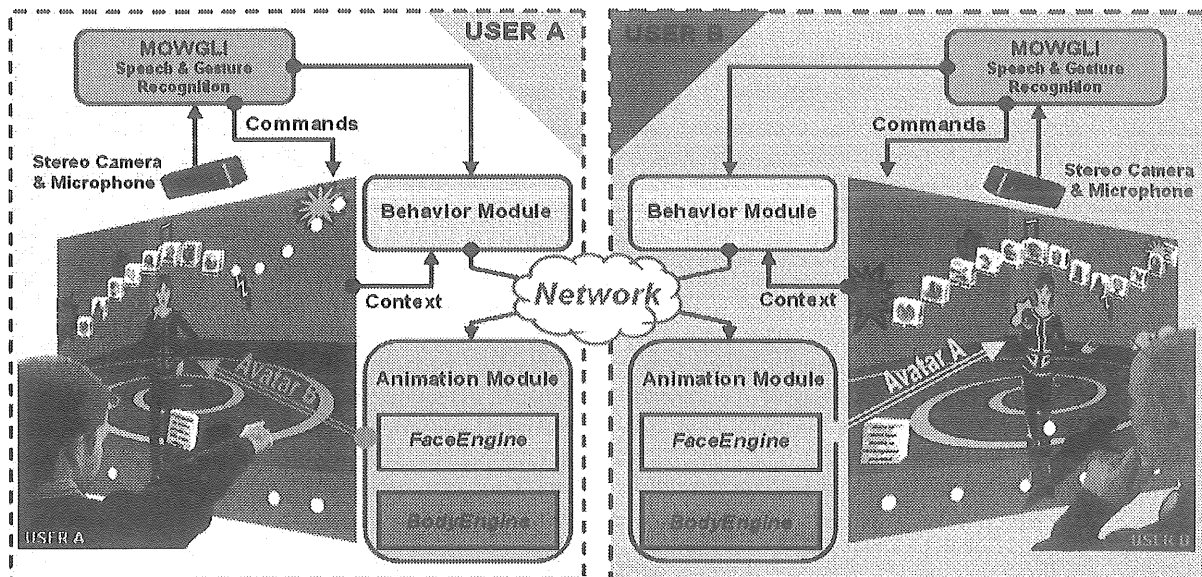 USER A
MOWGLI
Speech & Gesture
Recognition
Commands
Stereo Camera
& Microphone
Behavior Module
Context
Animation Module
FaceEngine
BodyEngine
Avatar B
USER A
Network
USER B
MOWGLI
Speech & Gesture
Recognition
Commands
Stereo Camera
& Microphone
Behavior Module
Context
Animation Module
FaceEngine
BodyEngine
Avatar A
USER B